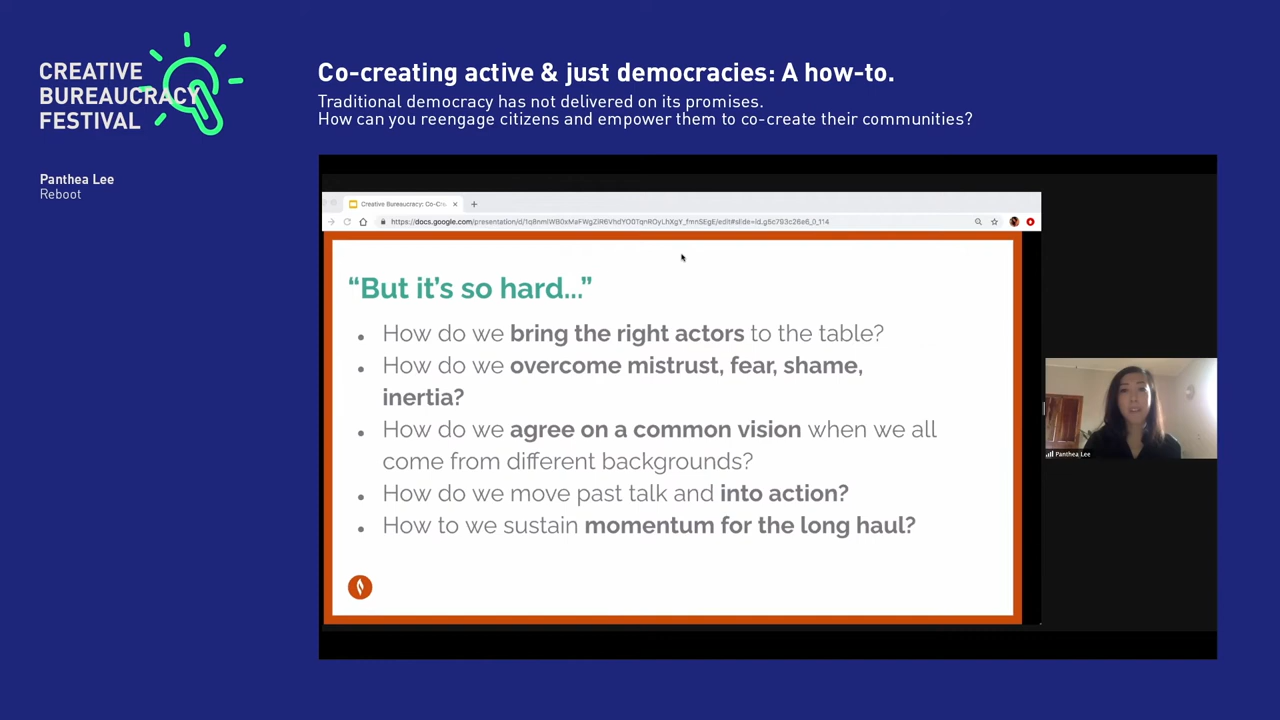 CREATIVE
BUREAUCRACY
FESTIVAL
Panthea Lee
Reboot
Co-creating active & just democracies: A how-to.
Traditional democracy has not delivered on its promises.
How can you reengage citizens and empower them to co-create their communities?
Creative Bureaucracy: Co-Cre
“But it’s so hard...”
• How do we bring the right actors to the table?
• How do we overcome mistrust, fear, shame,
inertia?
• How do we agree on a common vision when we all
come from different backgrounds?
• How do we move past talk and into action?
• How to we sustain momentum for the long haul?
Panthea Lee